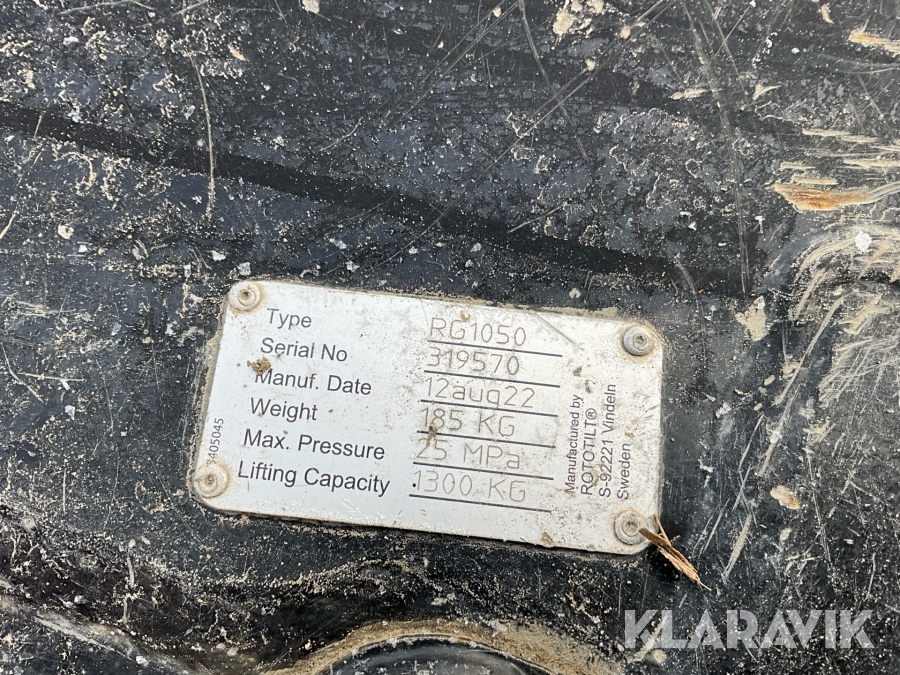 Type RG1050
Serial No 319570
Manuf. Date 12aug22
Weight 185 KG
Max. Pressure 25 MPa
Lifting Capacity 1300 KG
Manufactured by
ROTOTILT®
S-92221 Vindeln
Sweden
405045
KLARAVIK